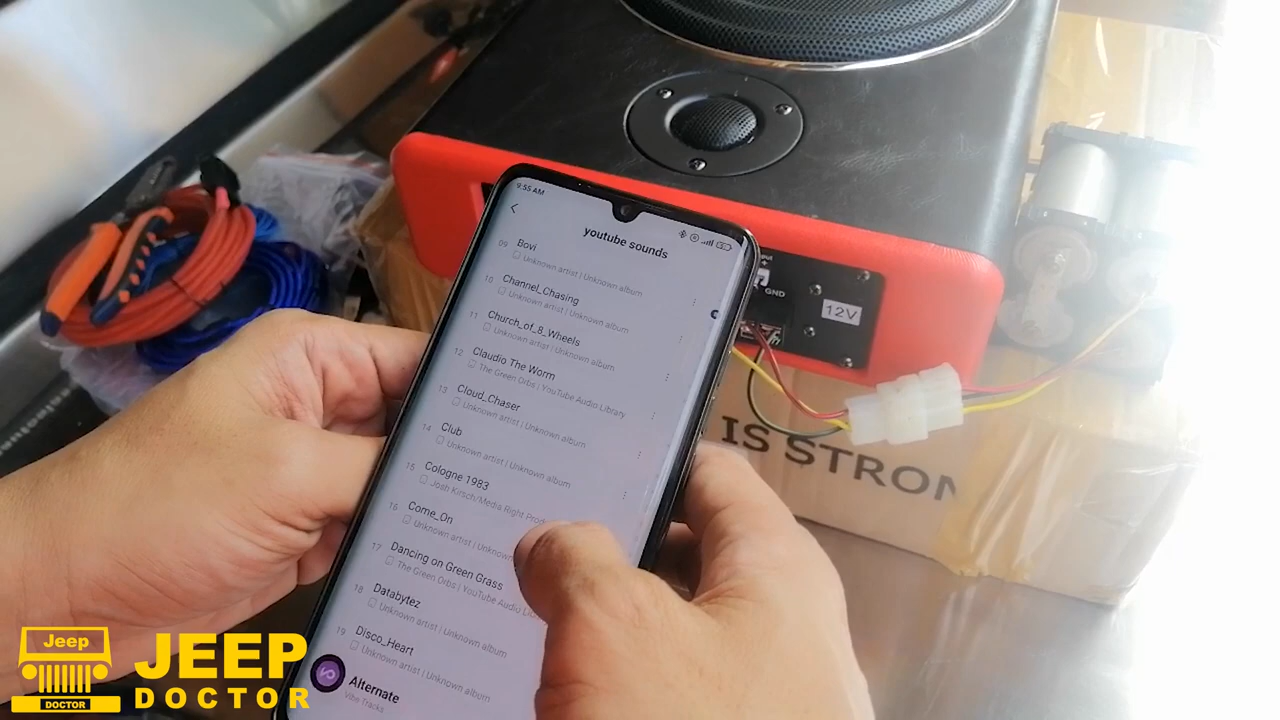 9:55 AM
youtube sounds
09 Bovi
Unknown artist | Unknown album
10 Channel_Chasing
Unknown artist | Unknown album
11 Church_of_8_Wheels
Unknown artist | Unknown album
12 Claudio The Worm
The Green Orbs | YouTube Audio Library
13 Cloud_Chaser
Unknown artist | Unknown album
14 Club
Unknown artist | Unknown album
15 Cologne 1983
Josh Kirsch/Media Right Prod
16 Come_On
Unknown artist | Unknown
17 Dancing on Green Grass
The Green Orbs | YouTube Audio Lib
18 Databytez
Unknown artist | Unknown album
19 Disco_Heart
Unknown artist | Unknown album
Alternate
Vibe Tracks
GND
12V
IS STRON
Jeep
DOCTOR
JEEP
DOCTOR